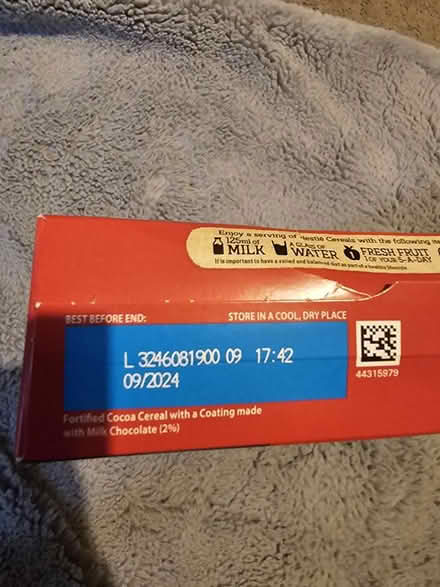 Enjoy a serving of Nestlé Cereals with the following
125ml of
MILK
A GLASS OF
WATER
FRESH FRUIT
1 OF YOUR 5-A-DAY
It is important to have a varied and balanced diet as part of a healthy lifestyle
BEST BEFORE END:
STORE IN A COOL, DRY PLACE
L 3246081900 09 17:42
09/2024
44315979
Fortified Cocoa Cereal with a Coating made
with Milk Chocolate (2%)